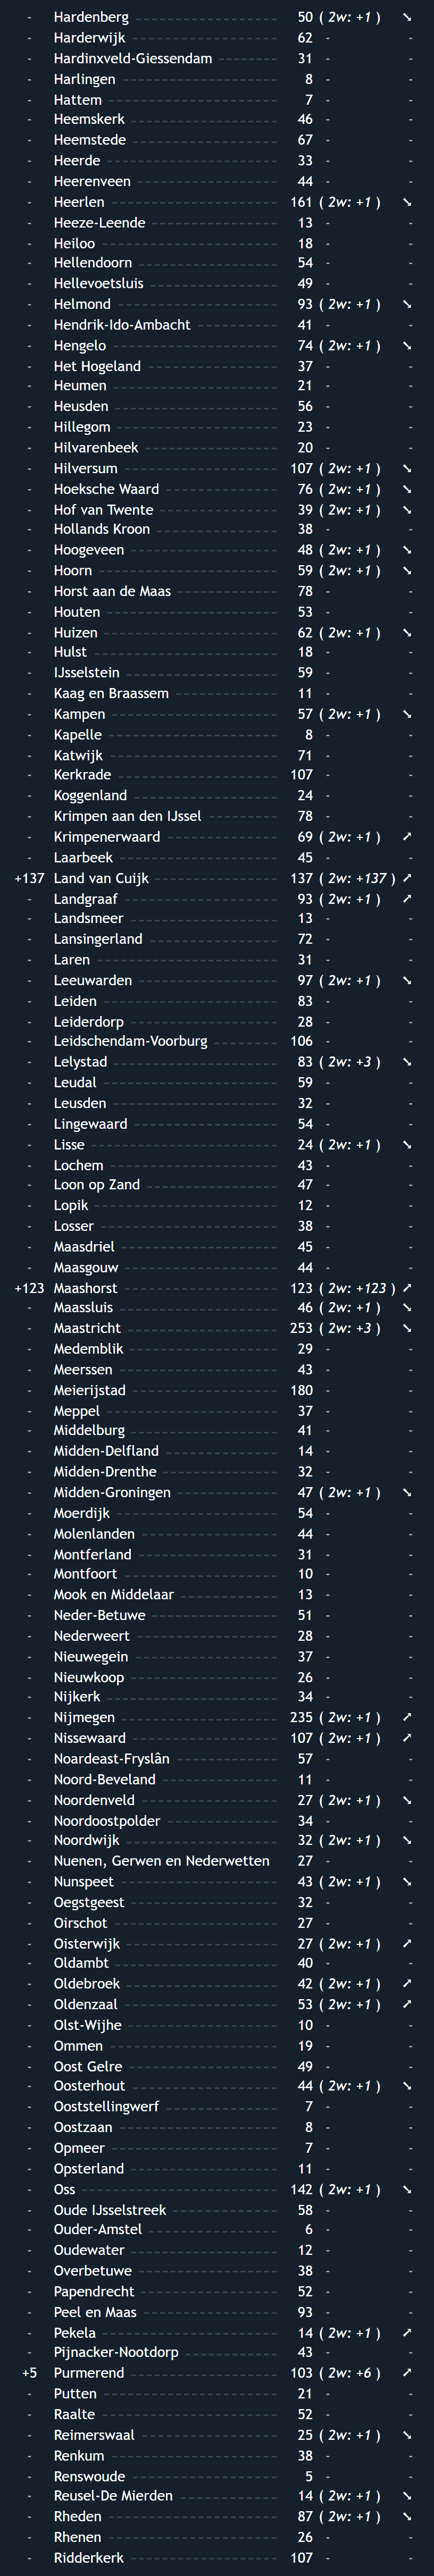 - Hardenberg 50 ( 2w: +1 ) ➘
- Harderwijk 62 - -
- Hardinxveld-Giessendam 31 - -
- Harlingen 8 - -
- Hattem 7 - -
- Heemskerk 46 - -
- Heemstede 67 - -
- Heerde 33 - -
- Heerenveen 44 - -
- Heerlen 161 ( 2w: +1 ) ➘
- Heeze-Leende 13 - -
- Heiloo 18 - -
- Hellendoorn 54 - -
- Hellevoetsluis 49 - -
- Helmond 93 ( 2w: +1 ) ➘
- Hendrik-Ido-Ambacht 41 - -
- Hengelo 74 ( 2w: +1 ) ➘
- Het Hogeland 37 - -
- Heumen 21 - -
- Heusden 56 - -
- Hillegom 23 - -
- Hilvarenbeek 20 - -
- Hilversum 107 ( 2w: +1 ) ➘
- Hoeksche Waard 76 ( 2w: +1 ) ➘
- Hof van Twente 39 ( 2w: +1 ) ➘
- Hollands Kroon 38 - -
- Hoogeveen 48 ( 2w: +1 ) ➘
- Hoorn 59 ( 2w: +1 ) ➘
- Horst aan de Maas 78 - -
- Houten 53 - -
- Huizen 62 ( 2w: +1 ) ➘
- Hulst 18 - -
- IJsselstein 59 - -
- Kaag en Braassem 11 - -
- Kampen 57 ( 2w: +1 ) ➘
- Kapelle 8 - -
- Katwijk 71 - -
- Kerkrade 107 - -
- Koggenland 24 - -
- Krimpen aan den IJssel 78 - -
- Krimpenerwaard 69 ( 2w: +1 ) ➚
- Laarbeek 45 - -
+137 Land van Cuijk 137 ( 2w: +137 ) ➚
- Landgraaf 93 ( 2w: +1 ) ➚
- Landsmeer 13 - -
- Lansingerland 72 - -
- Laren 31 - -
- Leeuwarden 97 ( 2w: +1 ) ➘
- Leiden 83 - -
- Leiderdorp 28 - -
- Leidschendam-Voorburg 106 - -
- Lelystad 83 ( 2w: +3 ) ➘
- Leudal 59 - -
- Leusden 32 - -
- Lingewaard 54 - -
- Lisse 24 ( 2w: +1 ) ➘
- Lochem 43 - -
- Loon op Zand 47 - -
- Lopik 12 - -
- Losser 38 - -
- Maasdriel 45 - -
- Maasgouw 44 - -
+123 Maashorst 123 ( 2w: +123 ) ➚
- Maassluis 46 ( 2w: +1 ) ➘
- Maastricht 253 ( 2w: +3 ) ➘
- Medemblik 29 - -
- Meerssen 43 - -
- Meierijstad 180 - -
- Meppel 37 - -
- Middelburg 41 - -
- Midden-Delfland 14 - -
- Midden-Drenthe 32 - -
- Midden-Groningen 47 ( 2w: +1 ) ➘
- Moerdijk 54 - -
- Molenlanden 44 - -
- Montferland 31 - -
- Montfoort 10 - -
- Mook en Middelaar 13 - -
- Neder-Betuwe 51 - -
- Nederweert 28 - -
- Nieuwegein 37 - -
- Nieuwkoop 26 - -
- Nijkerk 34 - -
- Nijmegen 235 ( 2w: +1 ) ➚
- Nissewaard 107 ( 2w: +1 ) ➚
- Noardeast-Fryslân 57 - -
- Noord-Beveland 11 - -
- Noordenveld 27 ( 2w: +1 ) ➘
- Noordoostpolder 34 - -
- Noordwijk 32 ( 2w: +1 ) ➘
- Nuenen, Gerwen en Nederwetten 27 - -
- Nunspeet 43 ( 2w: +1 ) ➘
- Oegstgeest 32 - -
- Oirschot 27 - -
- Oisterwijk 27 ( 2w: +1 ) ➚
- Oldambt 40 - -
- Oldebroek 42 ( 2w: +1 ) ➚
- Oldenzaal 53 ( 2w: +1 ) ➚
- Olst-Wijhe 10 - -
- Ommen 19 - -
- Oost Gelre 49 - -
- Oosterhout 44 ( 2w: +1 ) ➘
- Ooststellingwerf 7 - -
- Oostzaan 8 - -
- Opmeer 7 - -
- Opsterland 11 - -
- Oss 142 ( 2w: +1 ) ➘
- Oude IJsselstreek 58 - -
- Ouder-Amstel 6 - -
- Oudewater 12 - -
- Overbetuwe 38 - -
- Papendrecht 52 - -
- Peel en Maas 93 - -
- Pekela 14 ( 2w: +1 ) ➚
- Pijnacker-Nootdorp 43 - -
+5 Purmerend 103 ( 2w: +6 ) ➚
- Putten 21 - -
- Raalte 52 - -
- Reimerswaal 25 ( 2w: +1 ) ➘
- Renkum 38 - -
- Renswoude 5 - -
- Reusel-De Mierden 14 ( 2w: +1 ) ➘
- Rheden 87 ( 2w: +1 ) ➘
- Rhenen 26 - -
- Ridderkerk 107 - -